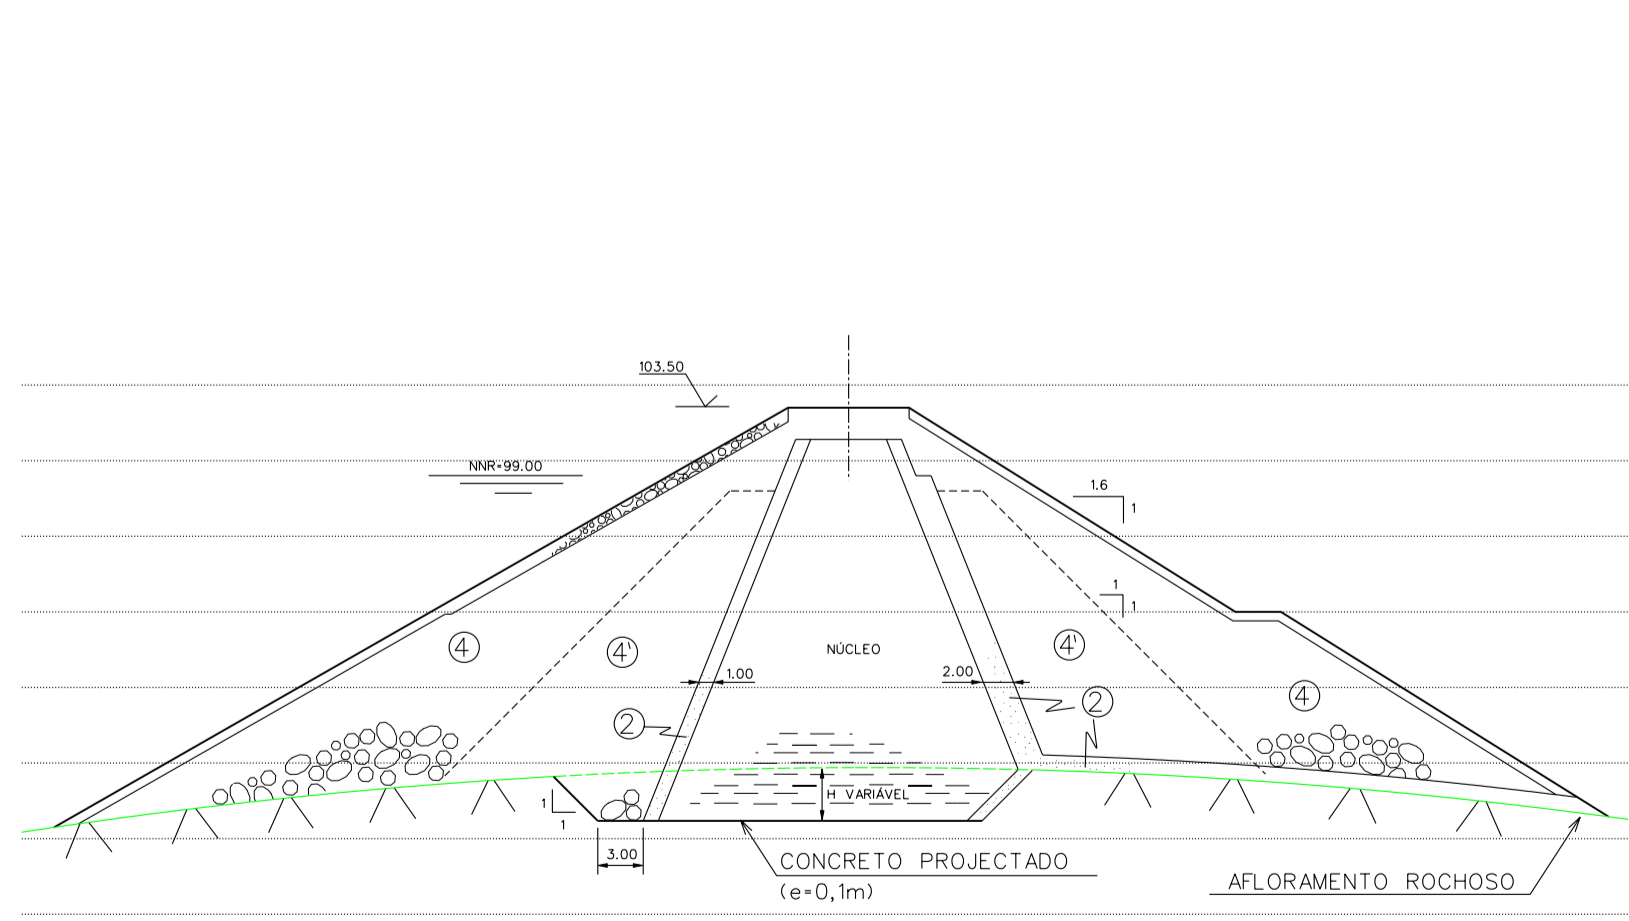 103.50
NNR=99.00
1.6
1
1
1
4
4'
NÚCLEO
4'
1.00
2.00
4
2
2
H VARIÁVEL
1
1
3.00
CONCRETO PROJECTADO
(e=0,1m)
AFLORAMENTO ROCHOSO